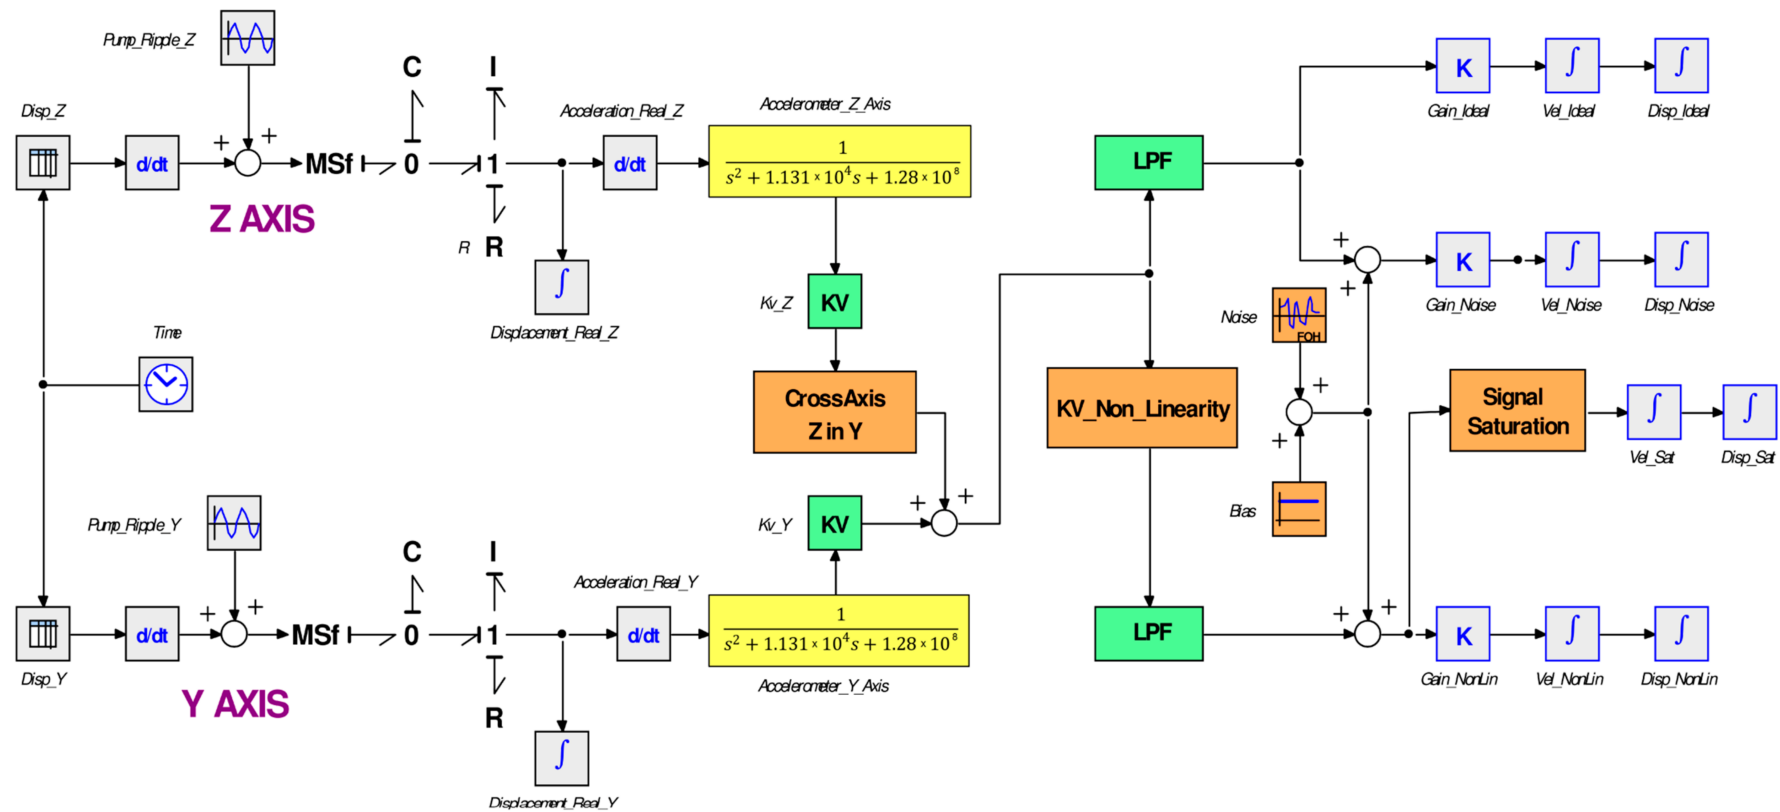 Pump_Ripple_Z
Disp_Z
d/dt
+
+
MSf
C
0
I
1
R
R
Z AXIS
Acceleration_Real_Z
d/dt
∫
Displacement_Real_Z
Accelerometer_Z_Axis
1
s² + 1.131 × 10⁴s + 1.28 × 10⁸
Kv_Z
KV
CrossAxis
Z in Y
Time
Pump_Ripple_Y
Disp_Y
d/dt
+
+
MSf
C
0
I
1
R
Y AXIS
Acceleration_Real_Y
d/dt
∫
Displacement_Real_Y
Kv_Y
KV
+
+
1
s² + 1.131 × 10⁴s + 1.28 × 10⁸
Accelerometer_Y_Axis
LPF
KV_Non_Linearity
LPF
K
∫
∫
Gain_Ideal
Vel_Ideal
Disp_Ideal
+
+
K
∫
∫
Gain_Noise
Vel_Noise
Disp_Noise
Noise
FOH
+
+
Bias
Signal
Saturation
∫
∫
Vel_Sat
Disp_Sat
+
+
K
∫
∫
Gain_NonLin
Vel_NonLin
Disp_NonLin